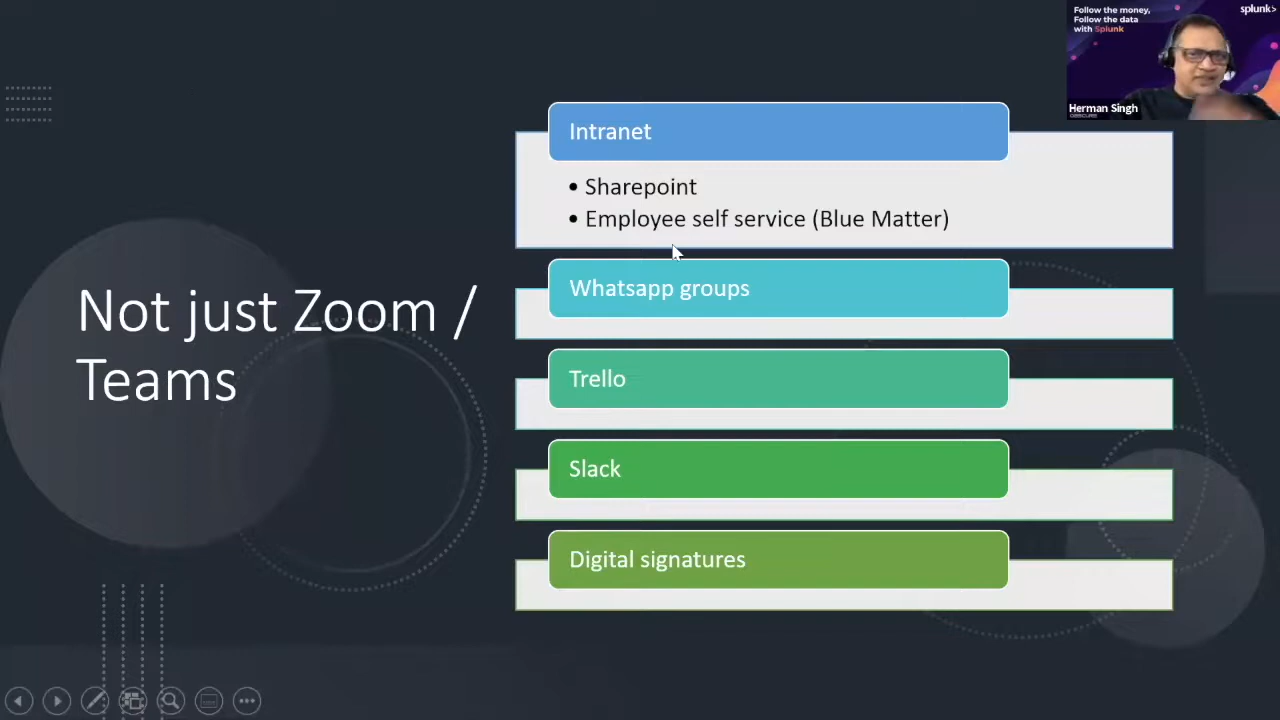 Not just Zoom /
Teams
Intranet
• Sharepoint
• Employee self service (Blue Matter)
Whatsapp groups
Trello
Slack
Digital signatures
Follow the money,
Follow the data
with Splunk
splunk>
Herman Singh